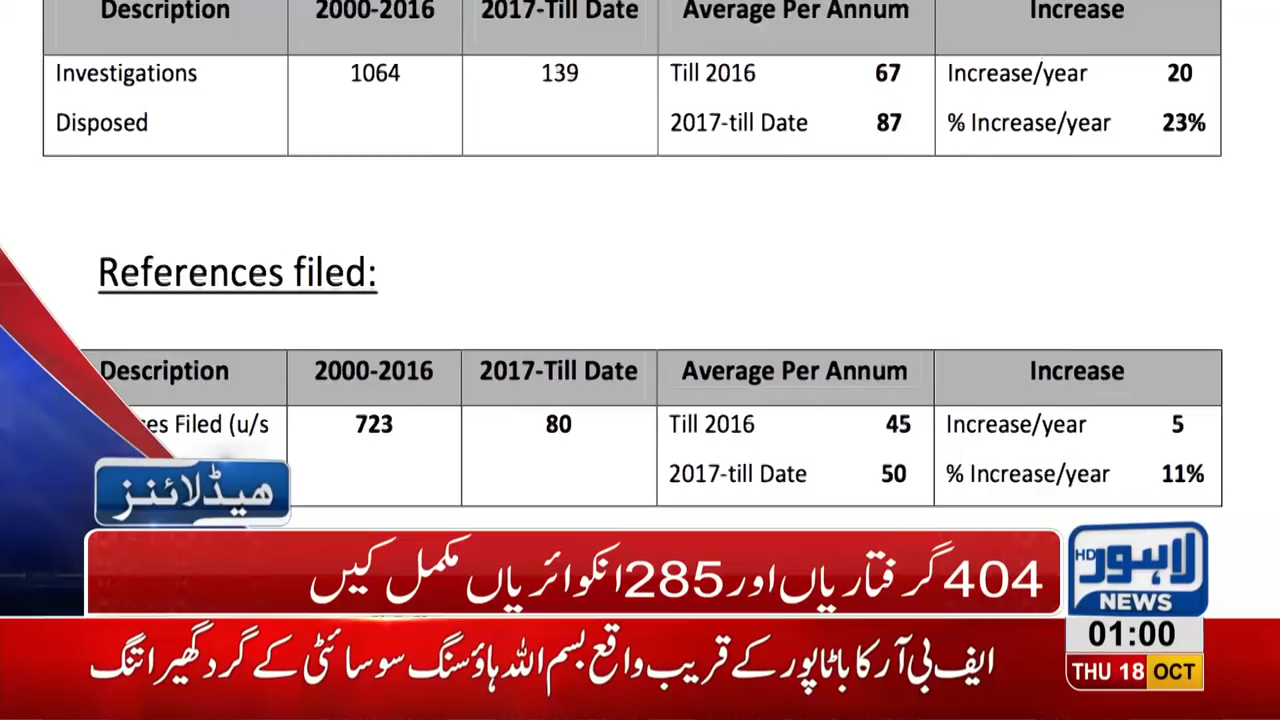 Description 2000-2016 2017-Till Date Average Per Annum Increase
Investigations 1064 139 Till 2016 67 Increase/year 20
Disposed 2017-till Date 87 % Increase/year 23%
References filed:
Description 2000-2016 2017-Till Date Average Per Annum Increase
Filed (u/s 723 80 Till 2016 45 Increase/year 5
2017-till Date 50 % Increase/year 11%
ہیڈلائنز
404 گرفتاریاں اور 285 انکوائریاں مکمل کیں
لاہور HD
NEWS
01:00
ایف بی آر کا باٹا پور کے قریب واقع بسم اللہ ہاؤسنگ سوسائٹی کے گرد گھیرا تنگ
THU 18 OCT